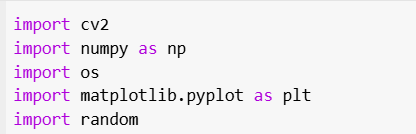 import cv2
import numpy as np
import os
import matplotlib.pyplot as plt
import random